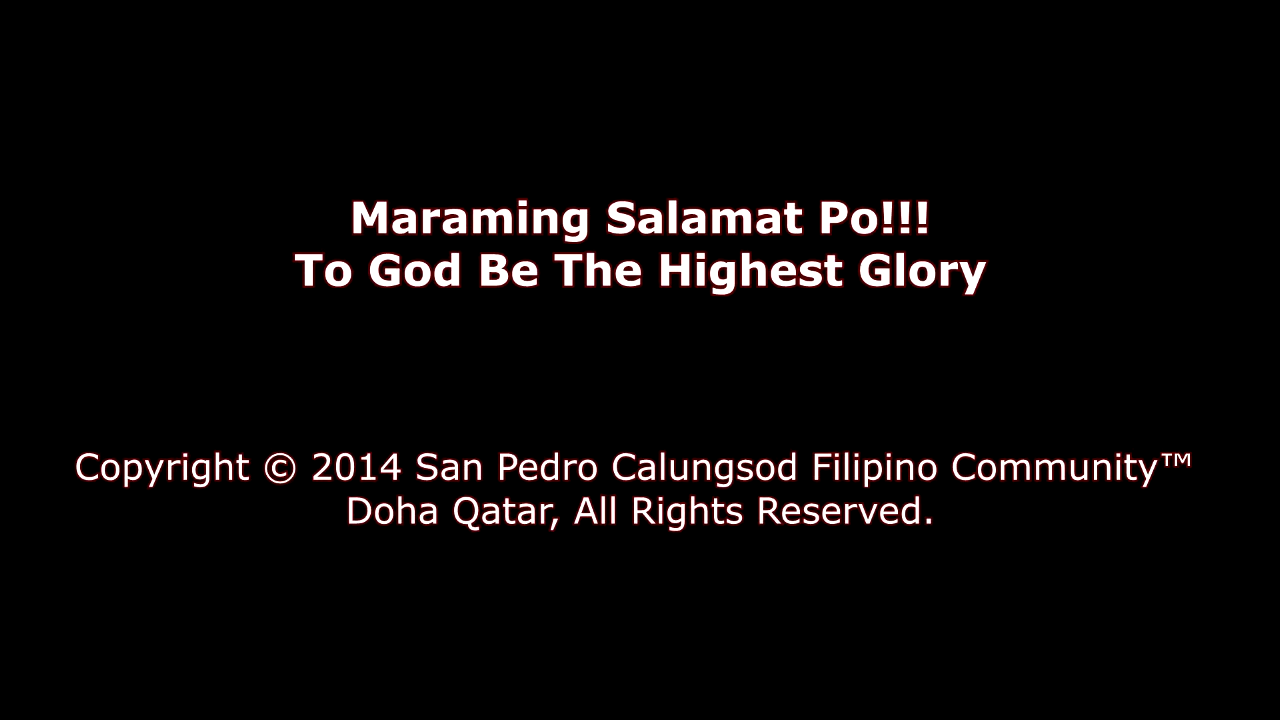 Maraming Salamat Po!!!
To God Be The Highest Glory
Copyright © 2014 San Pedro Calungsod Filipino Community™
Doha Qatar, All Rights Reserved.